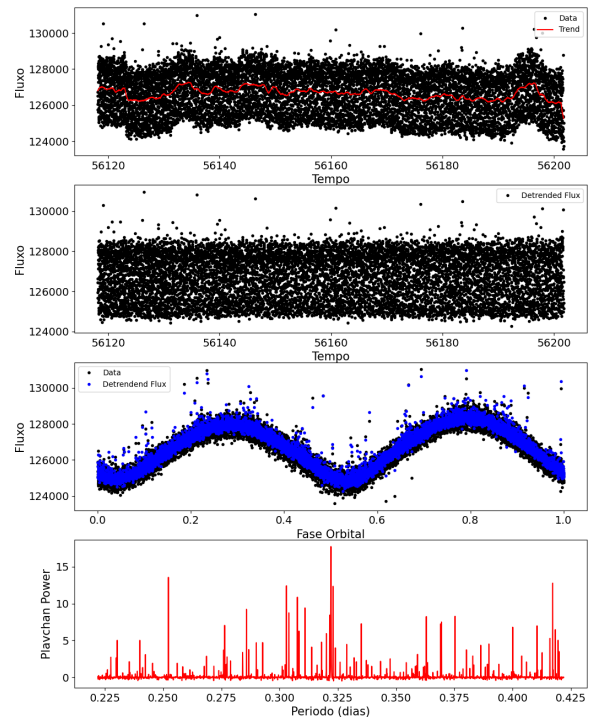 130000
128000
126000
124000
Fluxo
Data
Trend
56120 56140 56160 56180 56200
Tempo
130000
128000
126000
124000
Fluxo
Detrended Flux
56120 56140 56160 56180 56200
Tempo
130000
128000
126000
124000
Fluxo
Data
Detrendend Flux
0.0 0.2 0.4 0.6 0.8 1.0
Fase Orbital
15
10
5
0
Plavchan Power
0.225 0.250 0.275 0.300 0.325 0.350 0.375 0.400 0.425
Periodo (dias)